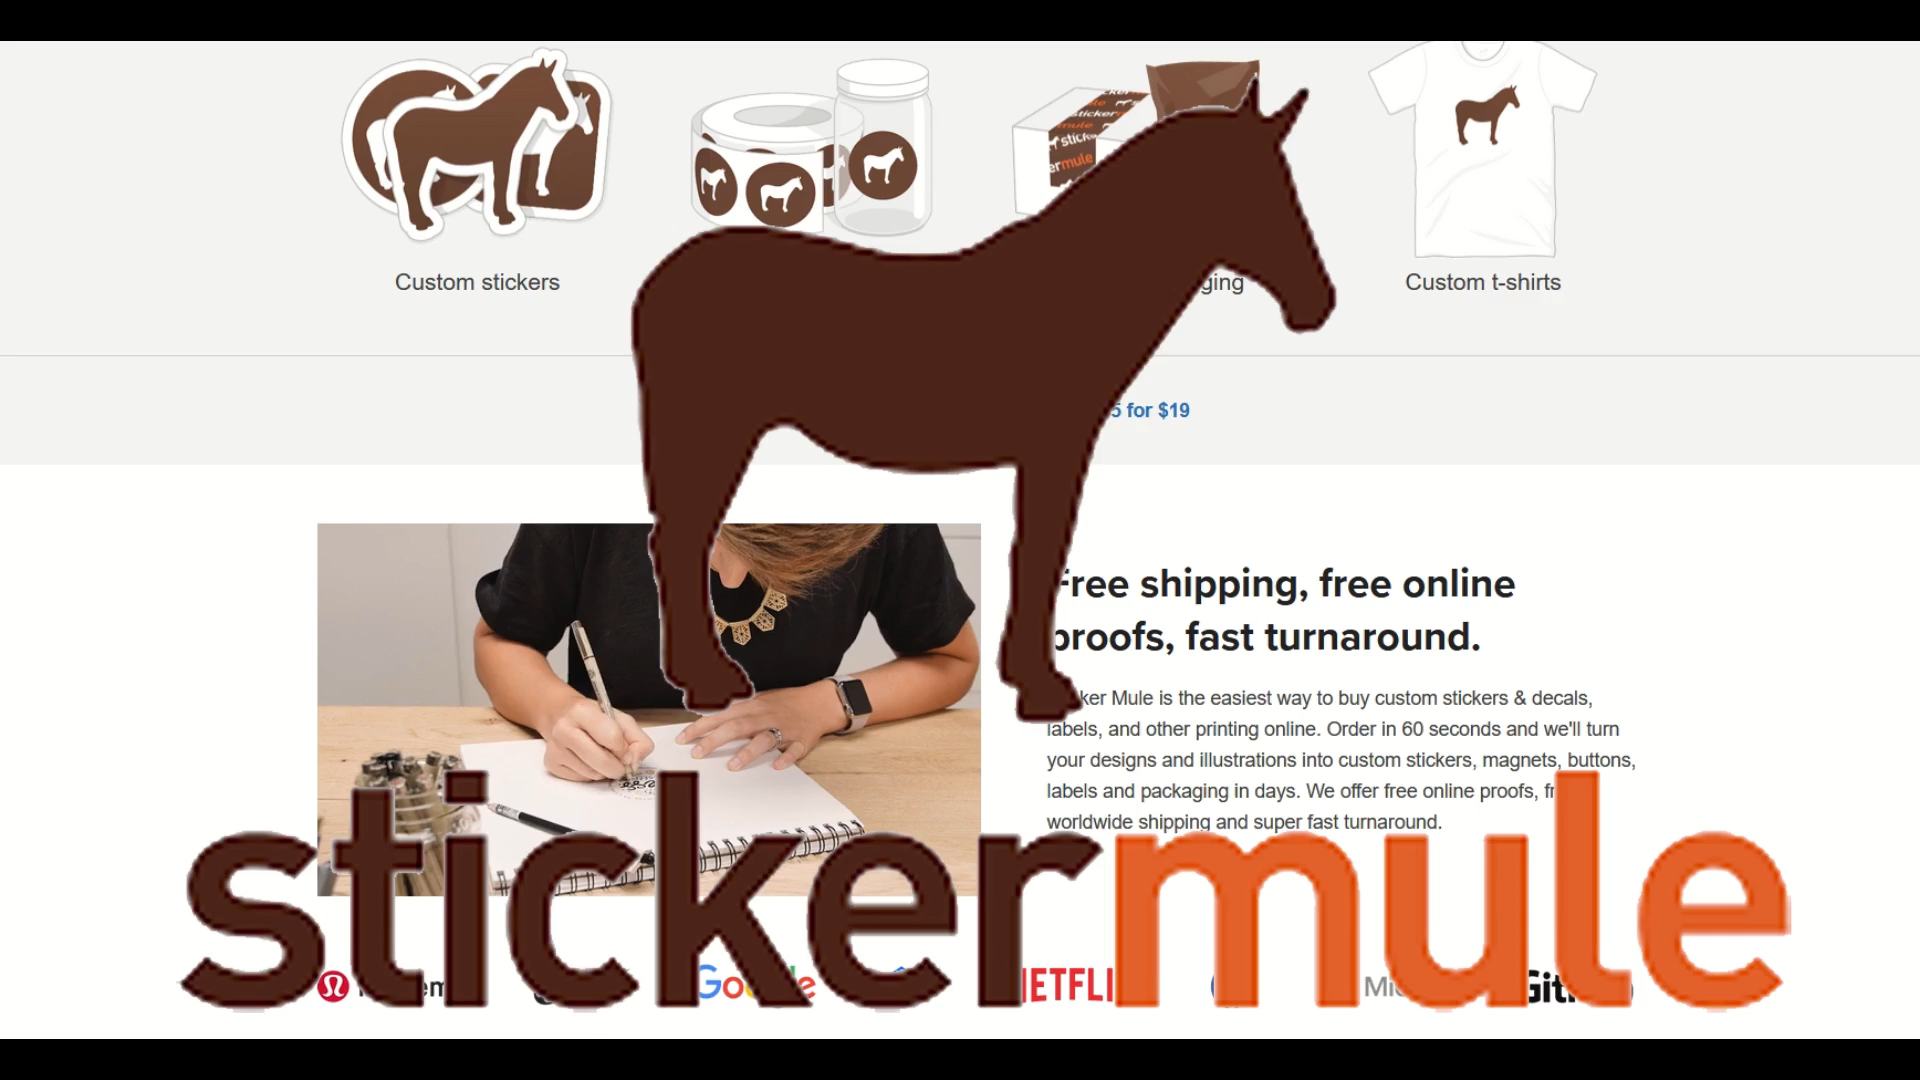 Custom stickers
ging
Custom t-shirts
for $19
Free shipping, free online
proofs, fast turnaround.
ker Mule is the easiest way to buy custom stickers & decals,
labels, and other printing online. Order in 60 seconds and we'll turn
your designs and illustrations into custom stickers, magnets, buttons,
labels and packaging in days. We offer free online proofs,
worldwide shipping and super fast turnaround.
stickermule
Google
NETFLI